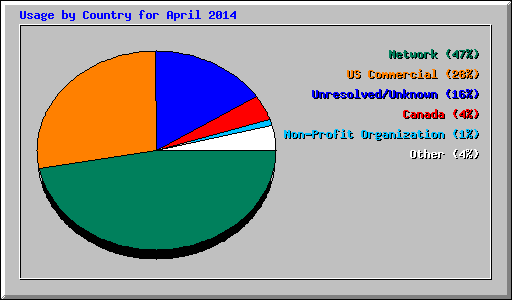 Usage by Country for April 2014
Network (47%)
US Commercial (28%)
Unresolved/Unknown (16%)
Canada (4%)
Non-Profit Organization (1%)
Other (4%)